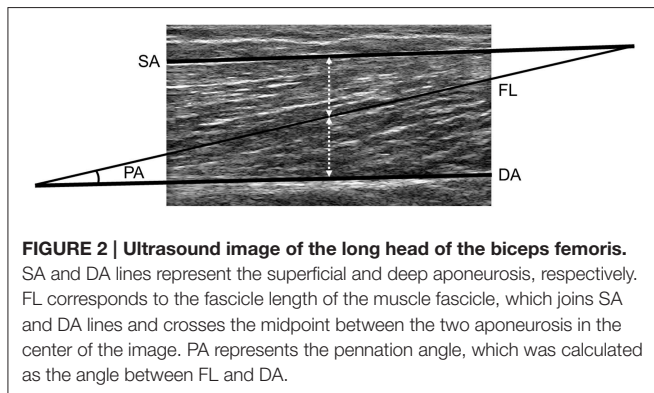 SA
FL
PA
DA
FIGURE 2 | Ultrasound image of the long head of the biceps femoris.
SA and DA lines represent the superficial and deep aponeurosis, respectively.
FL corresponds to the fascicle length of the muscle fascicle, which joins SA
and DA lines and crosses the midpoint between the two aponeurosis in the
center of the image. PA represents the pennation angle, which was calculated
as the angle between FL and DA.